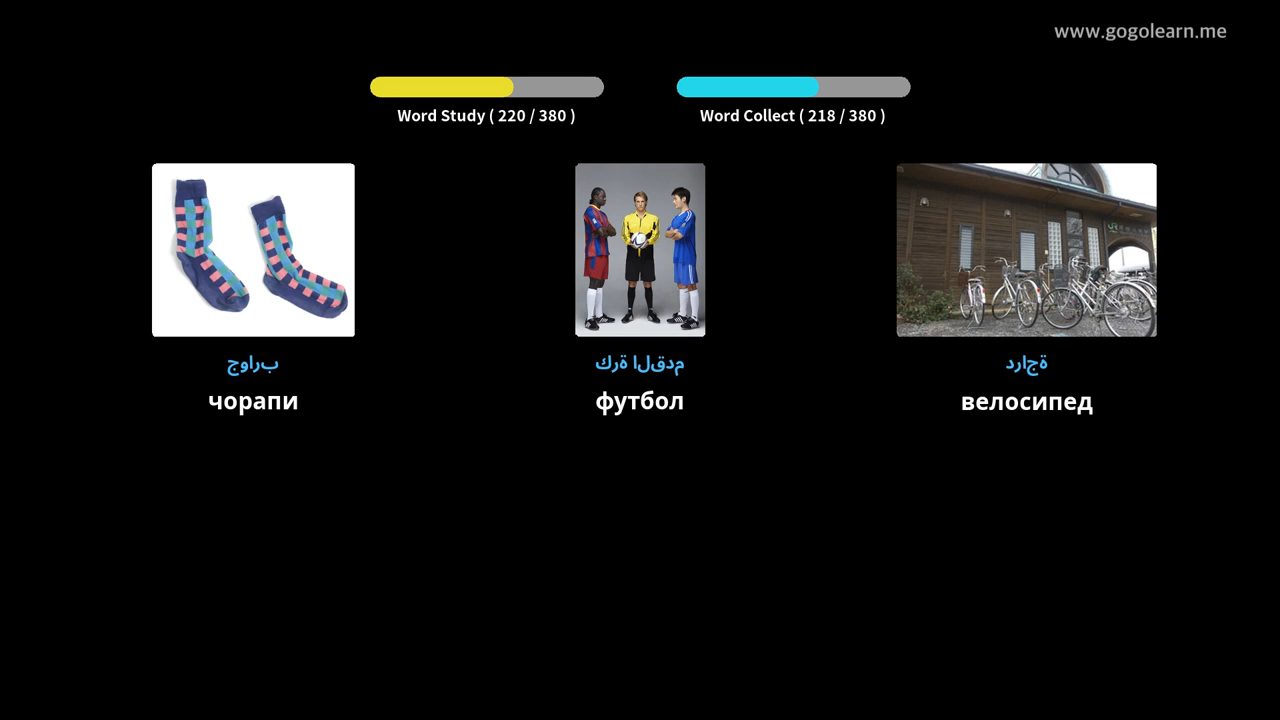 www.gogolearn.me
Word Study ( 220 / 380 )
Word Collect ( 218 / 380 )
جوارب
كرة القدم
دراجة
чорапи
футбол
велосипед